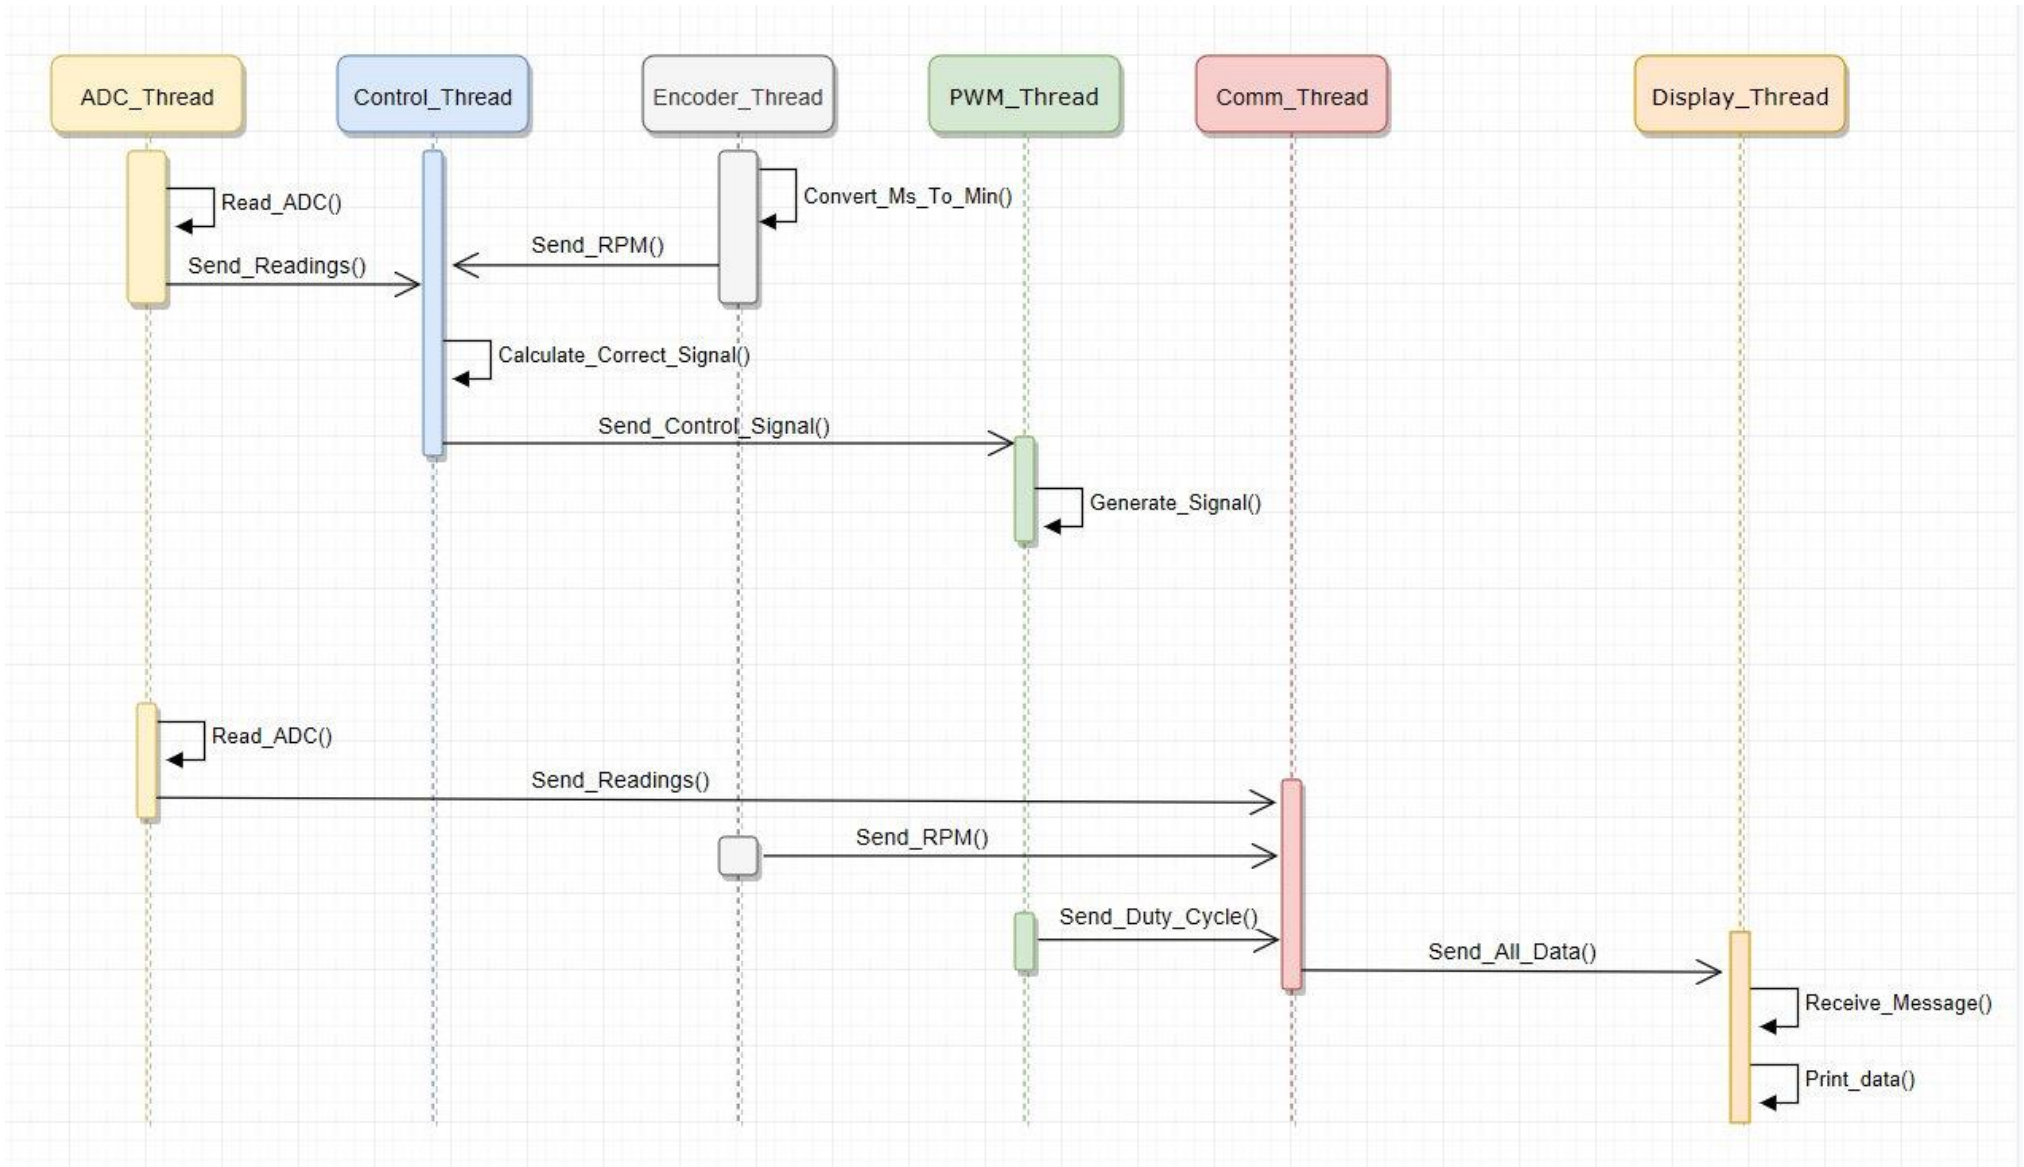 ADC_Thread
Control_Thread
Encoder_Thread
PWM_Thread
Comm_Thread
Display_Thread
Convert_Ms_To_Min()
Read_ADC()
Send_RPM()
Send_Readings()
Calculate_Correct_Signal()
Send_Control_Signal()
Generate_Signal()
Read_ADC()
Send_Readings()
Send_RPM()
Send_Duty_Cycle()
Send_All_Data()
Receive_Message()
Print_data()